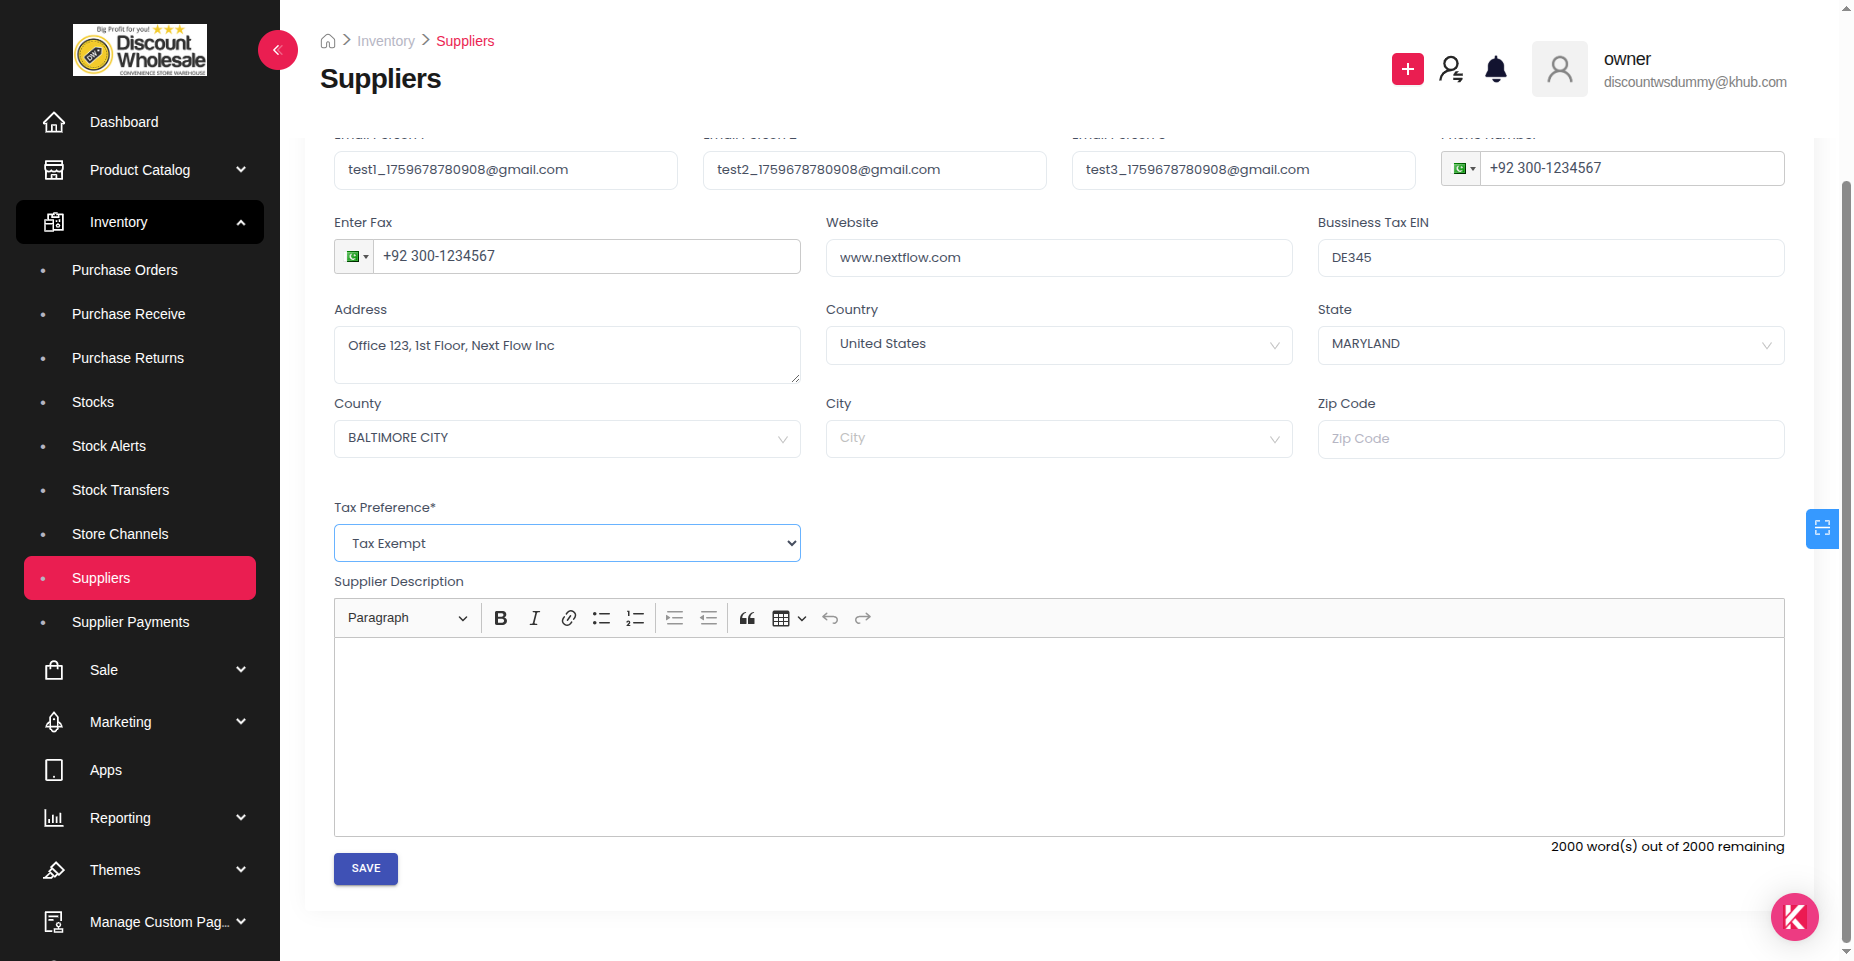 Big Profit for you!
Discount
Wholesale
CONVENIENCE STORE WAREHOUSE
DW
Dashboard
Product Catalog
Inventory
Purchase Orders
Purchase Receive
Purchase Returns
Stocks
Stock Alerts
Stock Transfers
Store Channels
Suppliers
Supplier Payments
Sale
Marketing
Apps
Reporting
Themes
Manage Custom Pag...
Inventory > Suppliers
Suppliers
owner
discountwsdummy@khub.com
test1_1759678780908@gmail.com
test2_1759678780908@gmail.com
test3_1759678780908@gmail.com
+92 300-1234567
Enter Fax
Website
Bussiness Tax EIN
+92 300-1234567
www.nextflow.com
DE345
Address
Country
State
Office 123, 1st Floor, Next Flow Inc
United States
MARYLAND
County
City
Zip Code
BALTIMORE CITY
City
Zip Code
Tax Preference*
Tax Exempt
Supplier Description
Paragraph
2000 word(s) out of 2000 remaining
SAVE